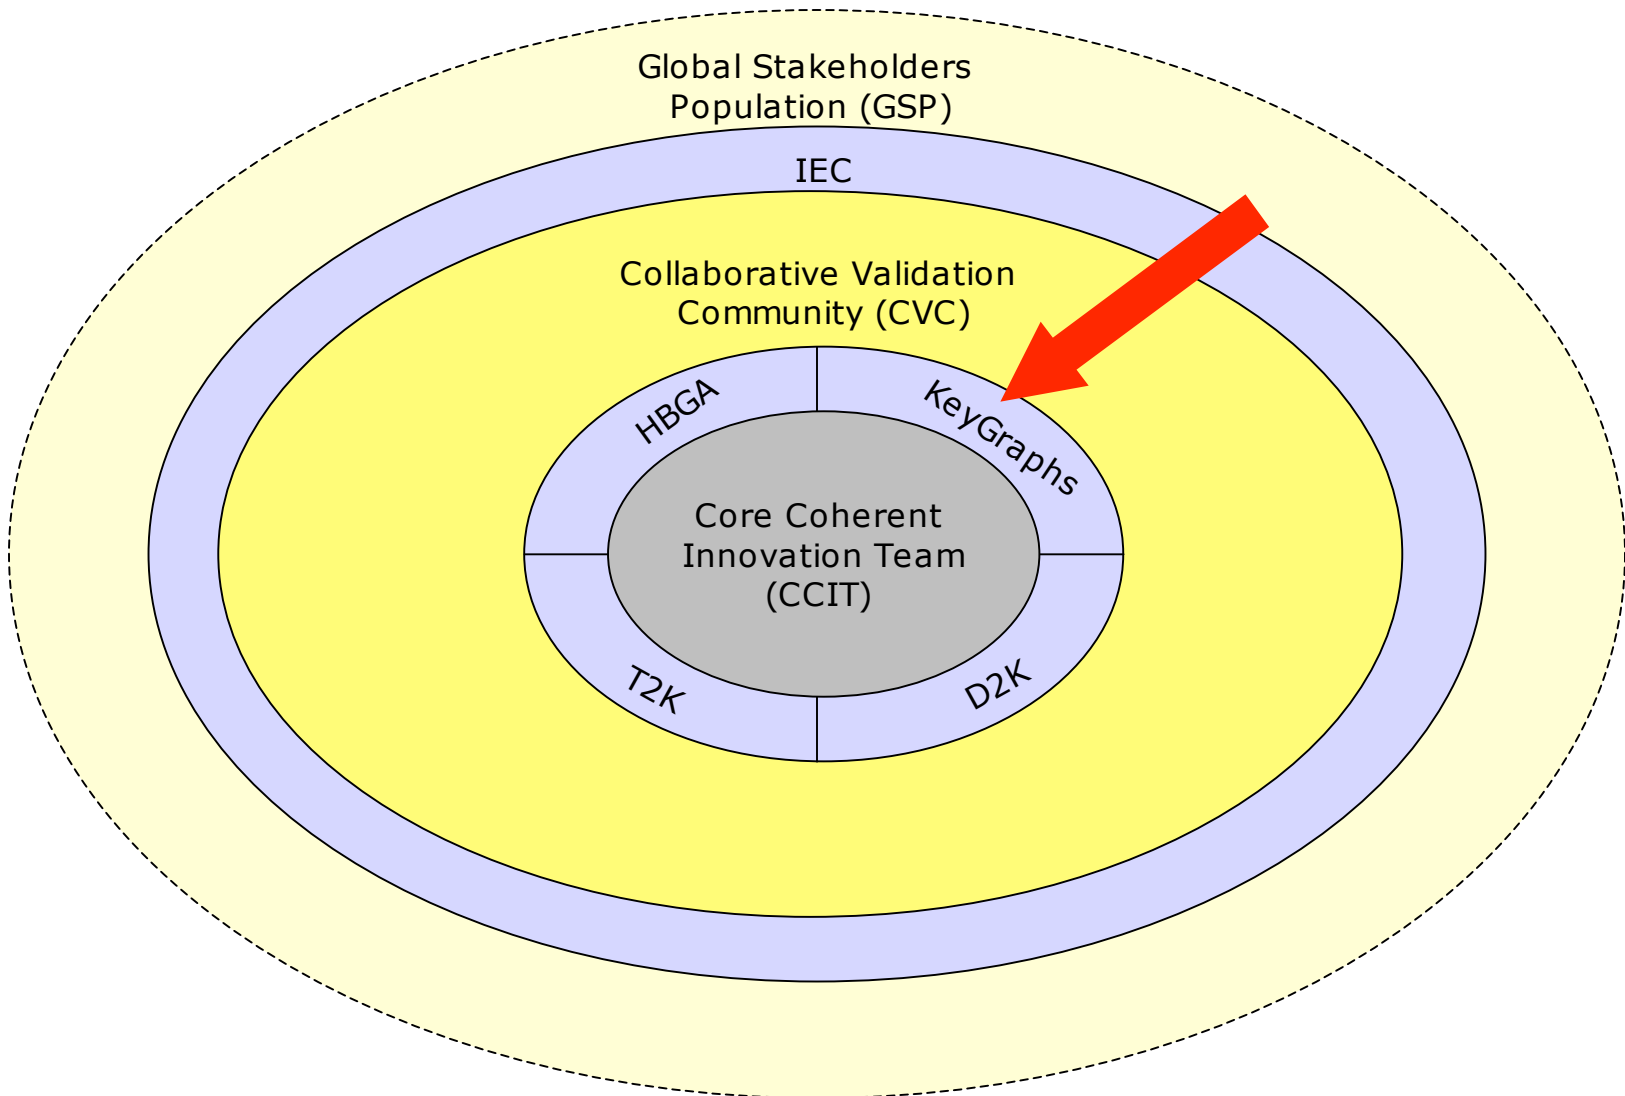 Global Stakeholders
Population (GSP)
IEC
Collaborative Validation
Community (CVC)
HBGA
KeyGraphs
Core Coherent
Innovation Team
(CCIT)
T2K
D2K